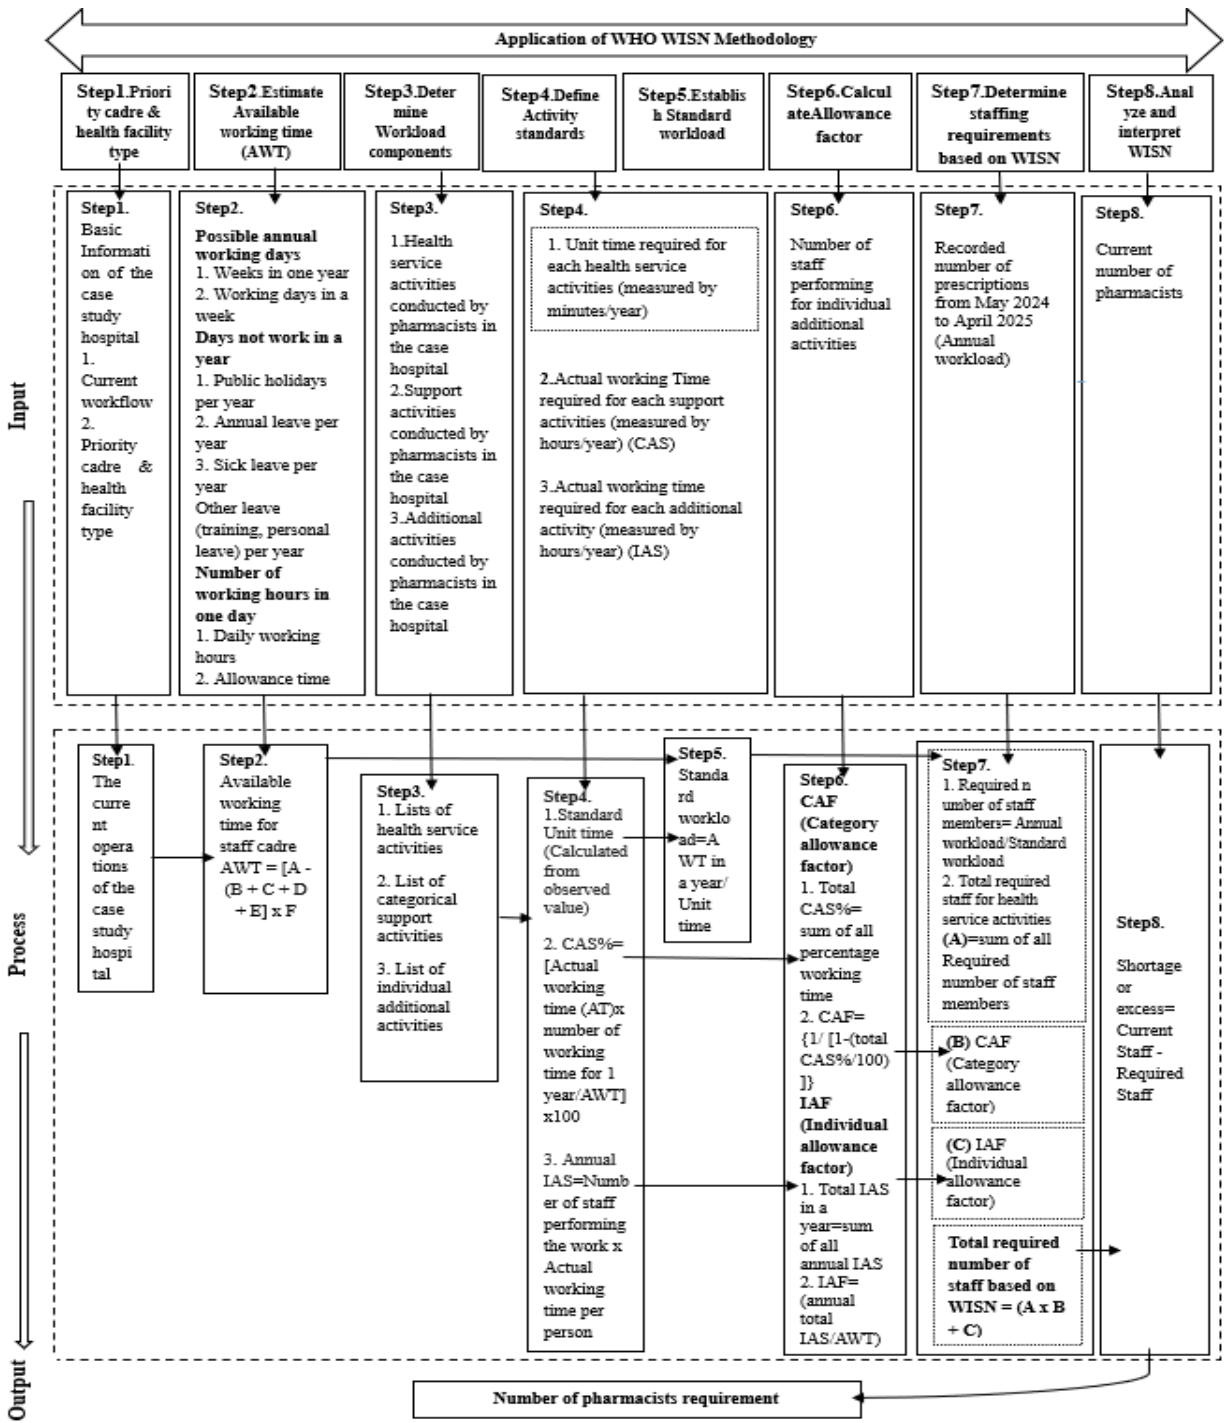 Application of WHO WISN Methodology
Step1.Priori
ty cadre &
health facility
type
Step2.Estimate
Available
working time
(AWT)
Step3.Deter
mine
Workload
components
Step4.Define
Activity
standards
Step5.Establis
h Standard
workload
Step6.Calcul
ateAllowance
factor
Step7.Determine
staffing
requirements
based on WISN
Step8.Anal
yze and
interpret
WISN
Input
Step1.
Basic
Informati
on of the
case
study
hospital
1.
Current
workflow
2.
Priority
cadre &
health
facility
type
Step2.
Possible annual
working days
1. Weeks in one year
2. Working days in a
week
Days not work in a
year
1. Public holidays
per year
2. Annual leave per
year
3. Sick leave per
year
Other leave
(training, personal
leave) per year
Number of
working hours in
one day
1. Daily working
hours
2. Allowance time
Step3.
1.Health
service
activities
conducted by
pharmacists in
the case
hospital
2.Support
activities
conducted by
pharmacists in
the case
hospital
3.Additional
activities
conducted by
pharmacists in
the case
hospital
Step4.
1. Unit time required for
each health service
activities (measured by
minutes/year)
2.Actual working Time
required for each support
activities (measured by
hours/year) (CAS)
3.Actual working time
required for each additional
activity (measured by
hours/year) (IAS)
Step6.
Number of
staff
performing
for individual
additional
activities
Step7.
Recorded
number of
prescriptions
from May 2024
to April 2025
(Annual
workload)
Step8.
Current
number of
pharmacists
Process
Step1.
The
curre
nt
opera
tions
of the
case
study
hospi
tal
Step2.
Available
working
time for
staff cadre
AWT = [A -
(B + C + D
+ E] x F
Step3.
1. Lists of
health service
activities
2. List of
categorical
support
activities
3. List of
individual
additional
activities
Step4.
1.Standard
Unit time
(Calculated
from
observed
value)
2. CAS%=
[Actual
working
time (AT)x
number of
working
time for 1
year/AWT]
x100
3. Annual
IAS=Numb
er of staff
performing
the work x
Actual
working
time per
person
Step5.
Standa
rd
worklo
ad=A
WT in
a year/
Unit
time
Step6.
CAF
(Category
allowance
factor)
1. Total
CAS%=
sum of all
percentage
working
time
2. CAF=
{1/ [1-(total
CAS%/100)
]}
IAF
(Individual
allowance
factor)
1. Total IAS
in a
year=sum
of all
annual IAS
2. IAF=
(annual
total
IAS/AWT)
Step7.
1. Required n
umber of staff
members= Annual
workload/Standard
workload
2. Total required
staff for health
service activities
(A)=sum of all
Required
number of staff
members
(B) CAF
(Category
allowance
factor)
(C) IAF
(Individual
allowance
factor)
Total required
number of
staff based on
WISN = (A x B
+ C)
Step8.
Shortage
or
excess=
Current
Staff -
Required
Staff
Output
Number of pharmacists requirement